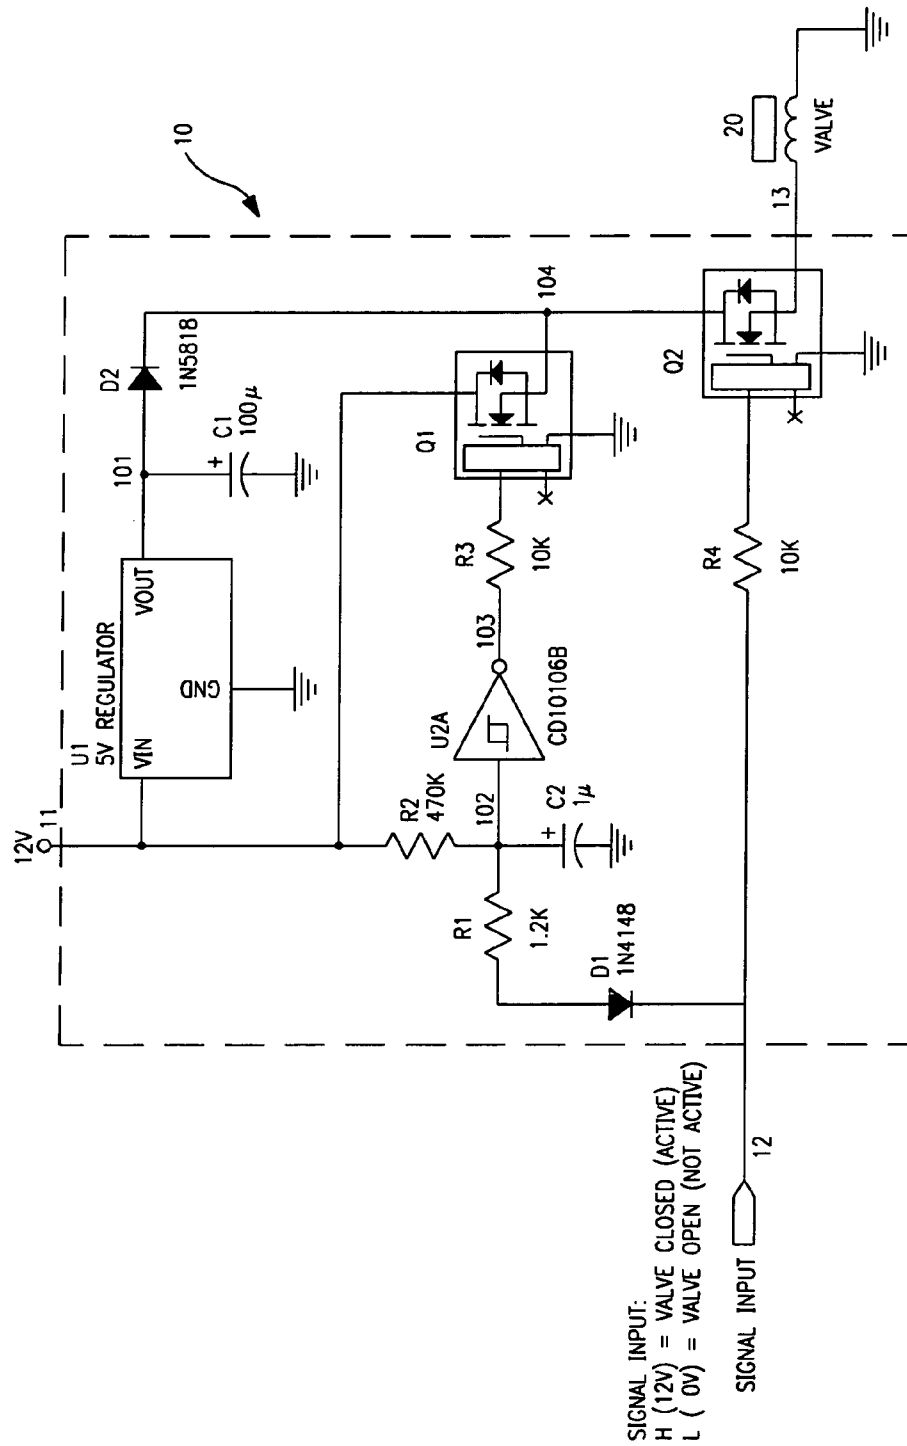 10
12V
11
U1
5V REGULATOR
VIN
VOUT
GND
101
D2
1N5818
+
C1
100μ
104
R2
470K
102
+
C2
1μ
U2A
CD10106B
103
R3
10K
Q1
R1
1.2K
D1
1N4148
R4
10K
Q2
13
20
VALVE
SIGNAL INPUT:
H (12V) = VALVE CLOSED (ACTIVE)
L ( 0V) = VALVE OPEN (NOT ACTIVE)
SIGNAL INPUT
12